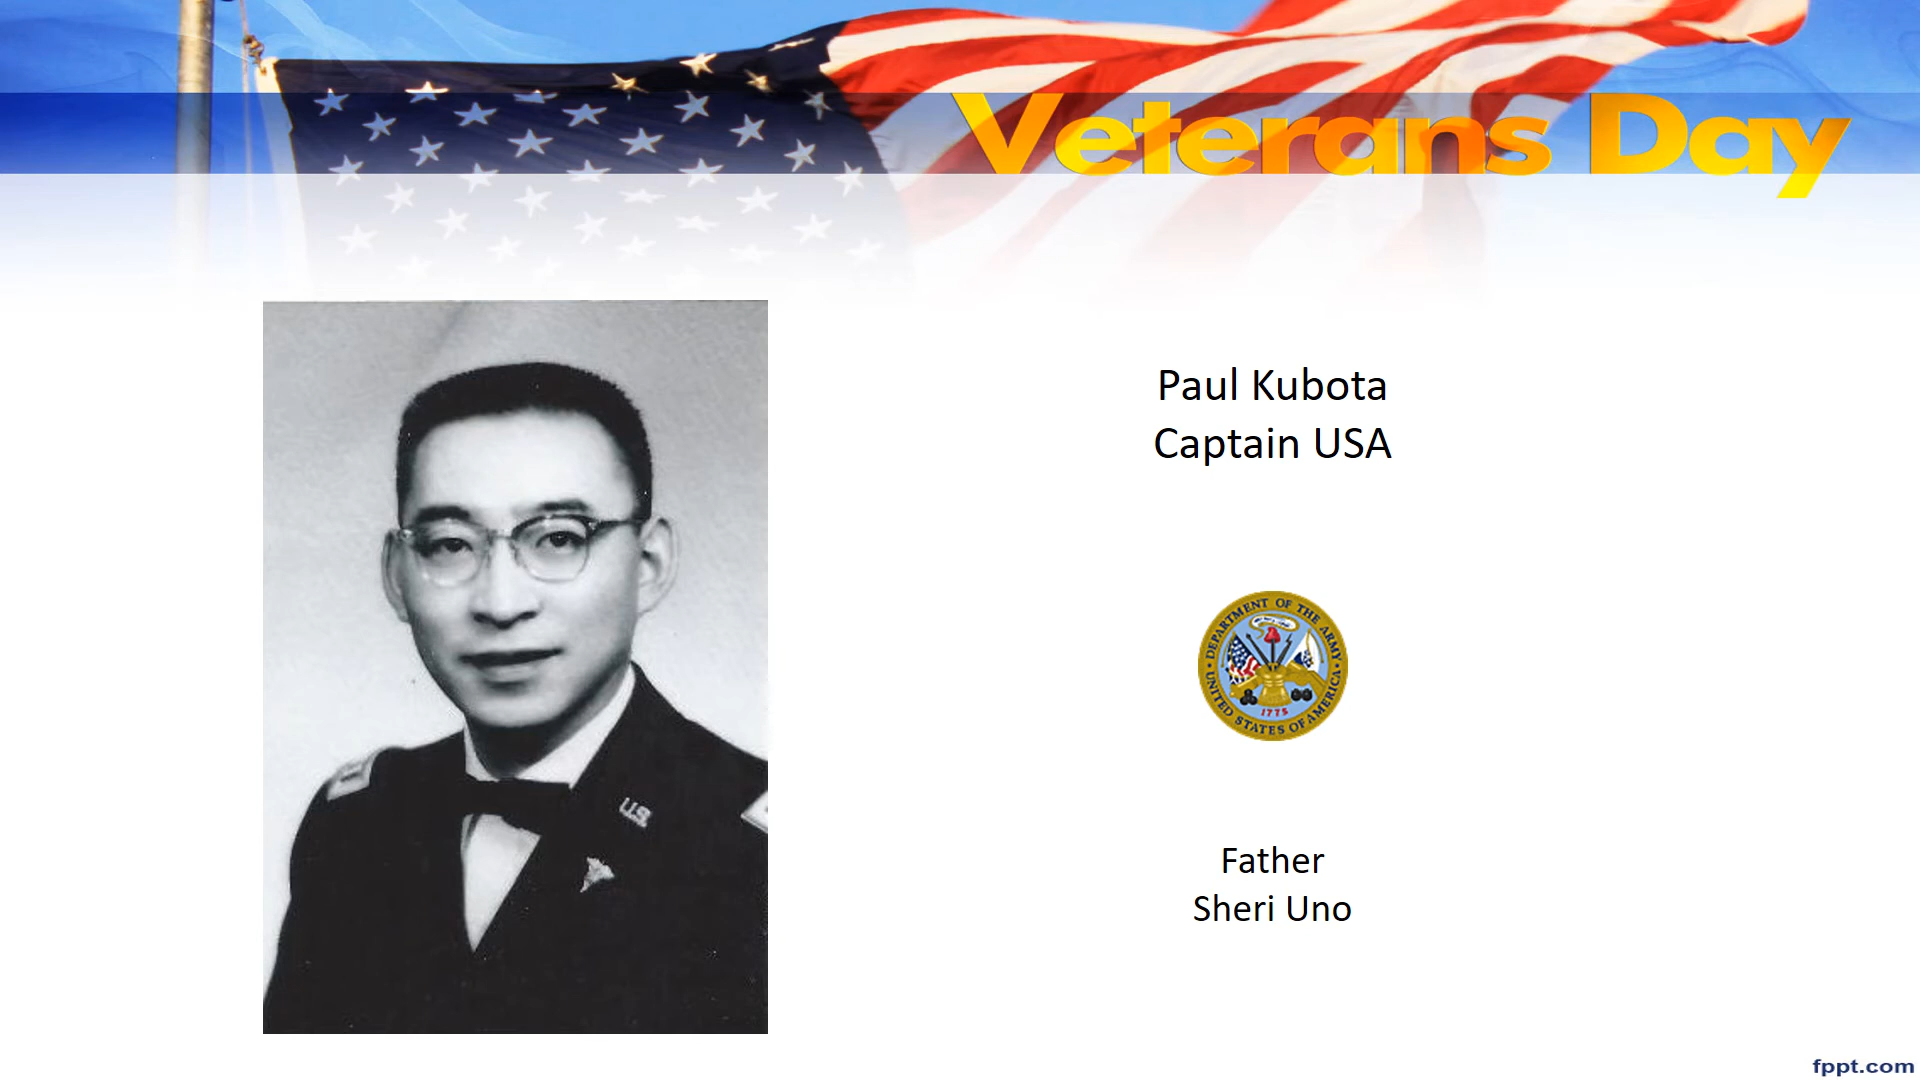 Veterans Day
Paul Kubota
Captain USA
U.S.
DEPARTMENT OF THE ARMY
UNITED STATES OF AMERICA
1775
Father
Sheri Uno
fppt.com